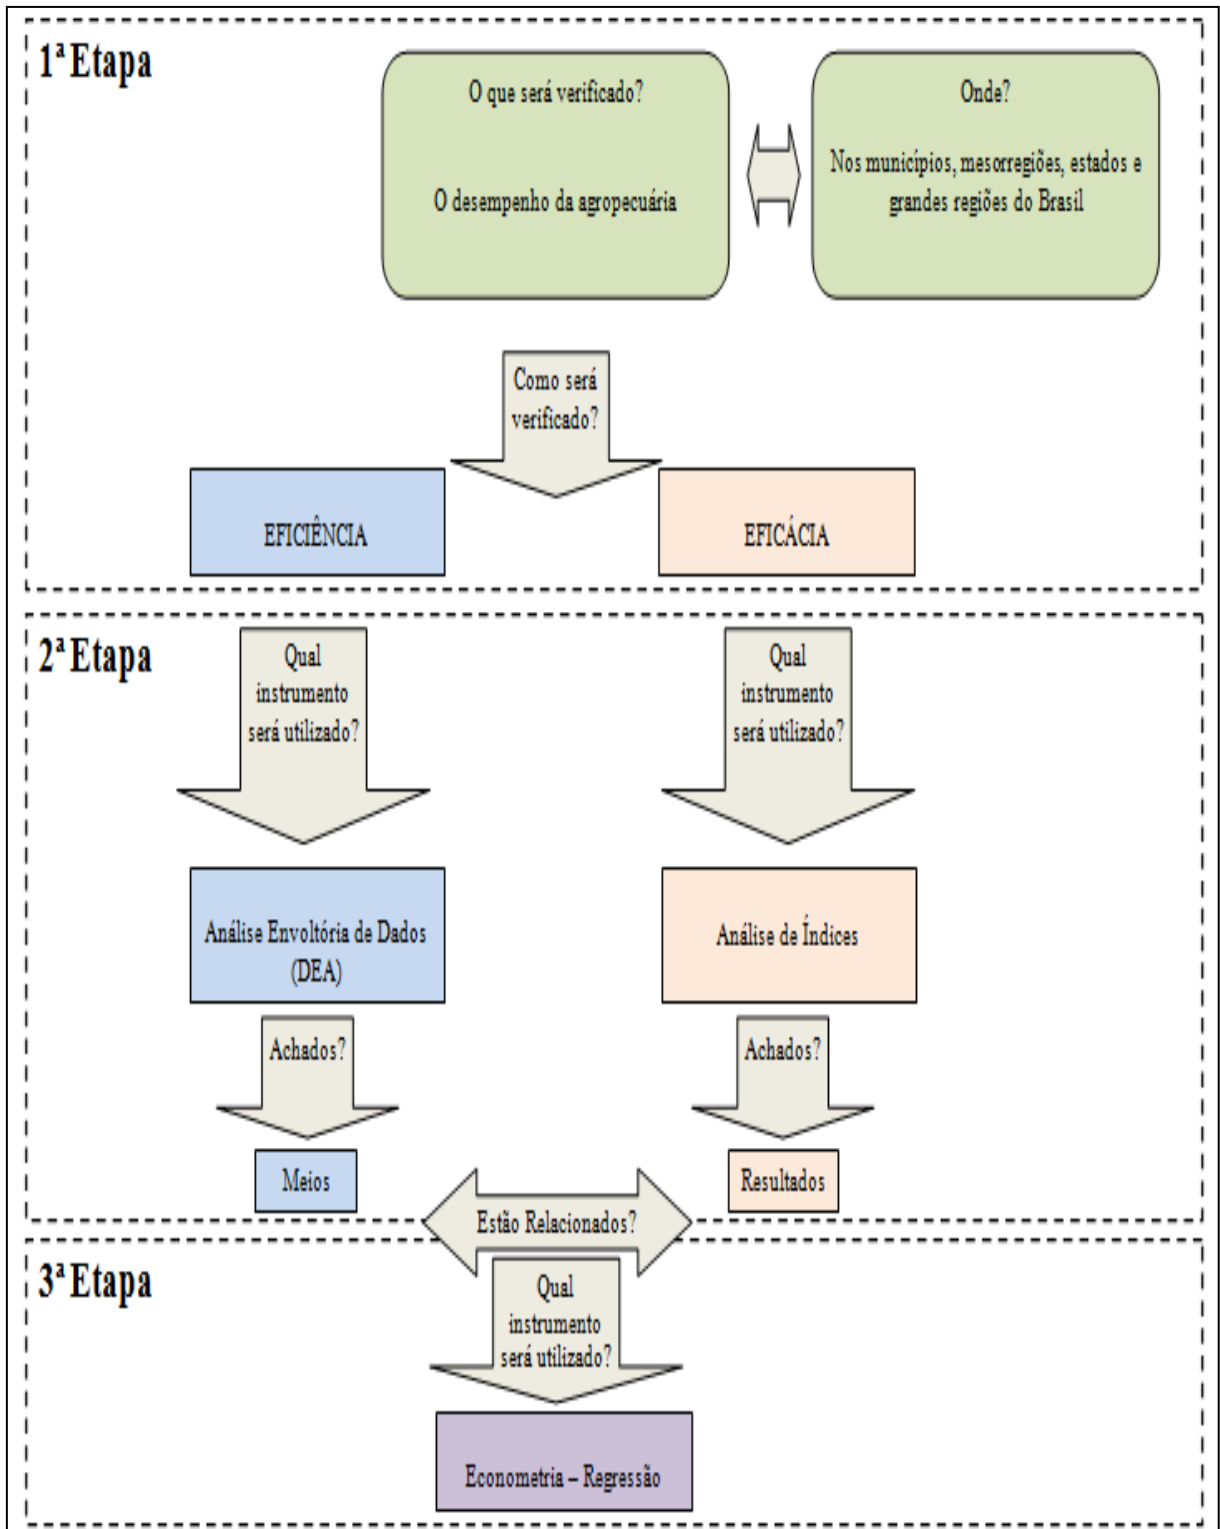 1ª Etapa
O que será verificado?
O desempenho da agropecuária
Onde?
Nos municípios, mesorregiões, estados e
grandes regiões do Brasil
Como será
verificado?
EFICIÊNCIA
EFICÁCIA
2ª Etapa
Qual
instrumento
será utilizado?
Qual
instrumento
será utilizado?
Análise Envoltória de Dados
(DEA)
Análise de Índices
Achados?
Achados?
Meios
Resultados
Estão Relacionados?
3ª Etapa
Qual
instrumento
será utilizado?
Econometria – Regressão